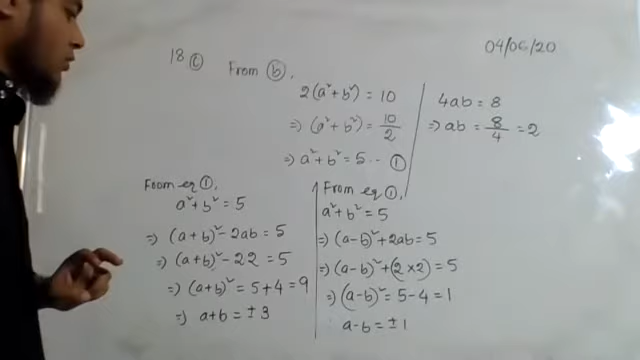 04/06/20
18 (c) From (b),
2(a²+b²) = 10
⇒ (a²+b²) = 10/2
⇒ a²+b² = 5 -- (1)
4ab = 8
⇒ ab = 8/4 = 2
From eq (1),
a²+b² = 5
⇒ (a+b)² - 2ab = 5
⇒ (a+b)² - 22 = 5
⇒ (a+b)² = 5+4 = 9
⇒ a+b = ±3
From eq (1),
a²+b² = 5
⇒ (a-b)² + 2ab = 5
⇒ (a-b)² + (2×2) = 5
⇒ (a-b)² = 5-4 = 1
a-b = ±1